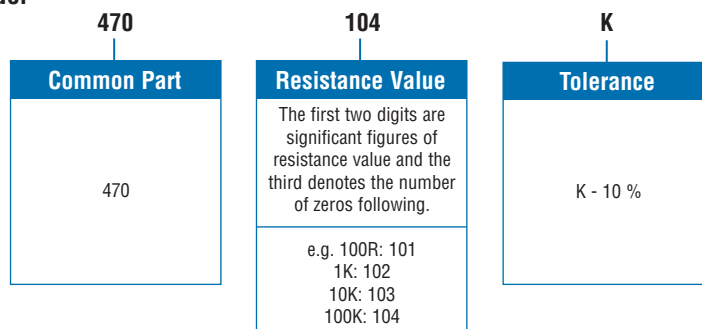 470
104
K
Common Part
470
Resistance Value
The first two digits are
significant figures of
resistance value and the
third denotes the number
of zeros following.
e.g. 100R: 101
1K: 102
10K: 103
100K: 104
Tolerance
K - 10 %